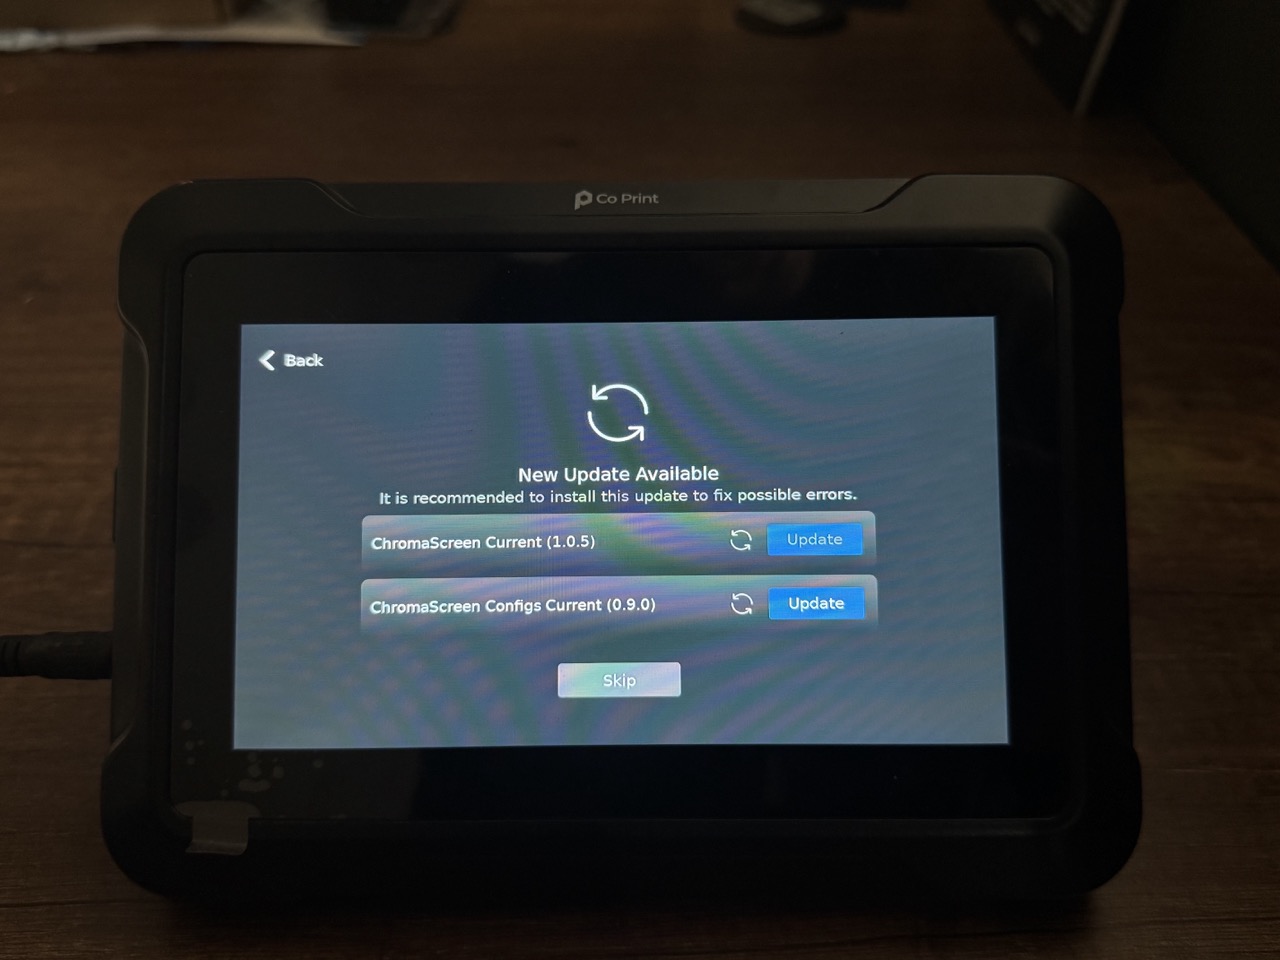 Co Print
Back
New Update Available
It is recommended to install this update to fix possible errors.
ChromaScreen Current (1.0.5)
Update
ChromaScreen Configs Current (0.9.0)
Update
Skip